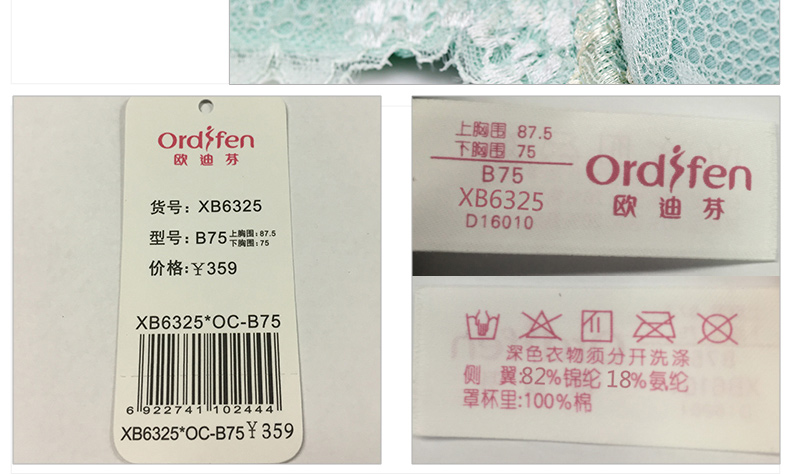 Ordifen
欧迪芬
货号：XB6325
型号：B75 上胸围：87.5
下胸围：75
价格：￥359
XB6325*OC-B75
6 922741 102444
XB6325*OC-B75￥359
上胸围 87.5
下胸围 75
B75
XB6325
D16010
Ordifen
欧迪芬
深色衣物须分开洗涤
侧 翼:82%锦纶 18%氨纶
罩杯里:100%棉